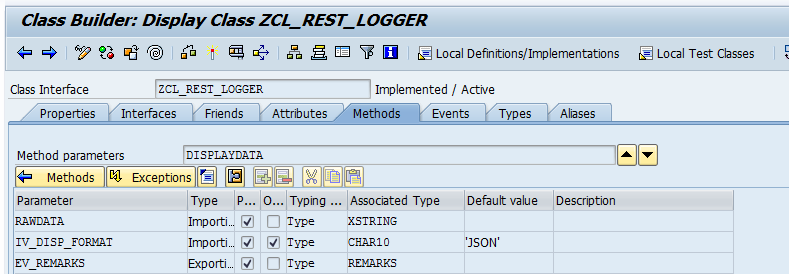 Class Builder: Display Class ZCL_REST_LOGGER
Local Definitions/Implementations Local Test Classes
Class Interface ZCL_REST_LOGGER Implemented / Active
Properties Interfaces Friends Attributes Methods Events Types Aliases
Method parameters DISPLAYDATA
Methods Exceptions
Parameter Type P... O... Typing ... Associated Type Default value Description
RAWDATA Importi... Type XSTRING
IV_DISP_FORMAT Importi... Type CHAR10 'JSON'
EV_REMARKS Exporti... Type REMARKS